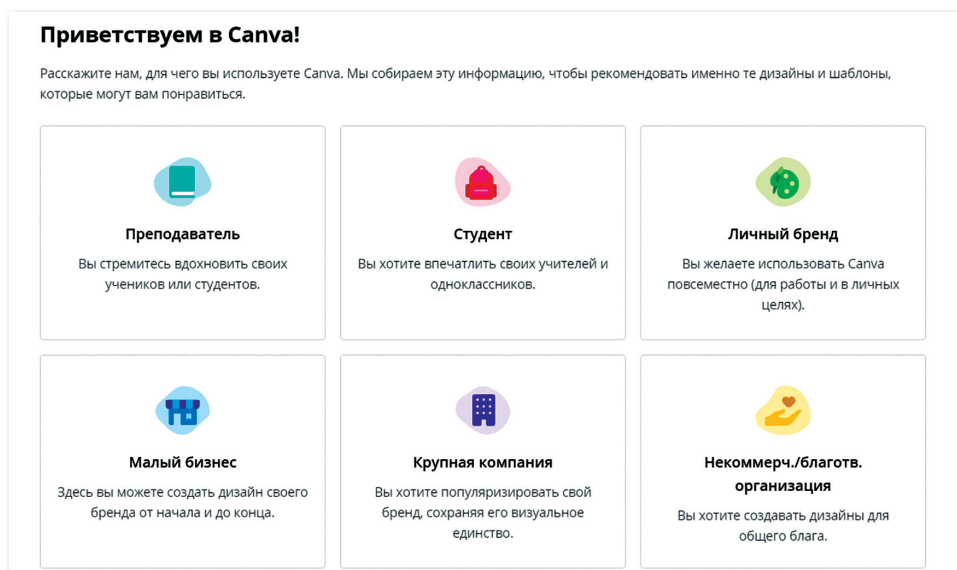 Приветствуем в Canva!
Расскажите нам, для чего вы используете Canva. Мы собираем эту информацию, чтобы рекомендовать именно те дизайны и шаблоны,
которые могут вам понравиться.
Преподаватель
Вы стремитесь вдохновить своих
учеников или студентов.
Студент
Вы хотите впечатлить своих учителей и
одноклассников.
Личный бренд
Вы желаете использовать Canva
повсеместно (для работы и в личных
целях).
Малый бизнес
Здесь вы можете создать дизайн своего
бренда от начала и до конца.
Крупная компания
Вы хотите популяризировать свой
бренд, сохраняя его визуальное
единство.
Некоммерч./благотв.
организация
Вы хотите создавать дизайны для
общего блага.